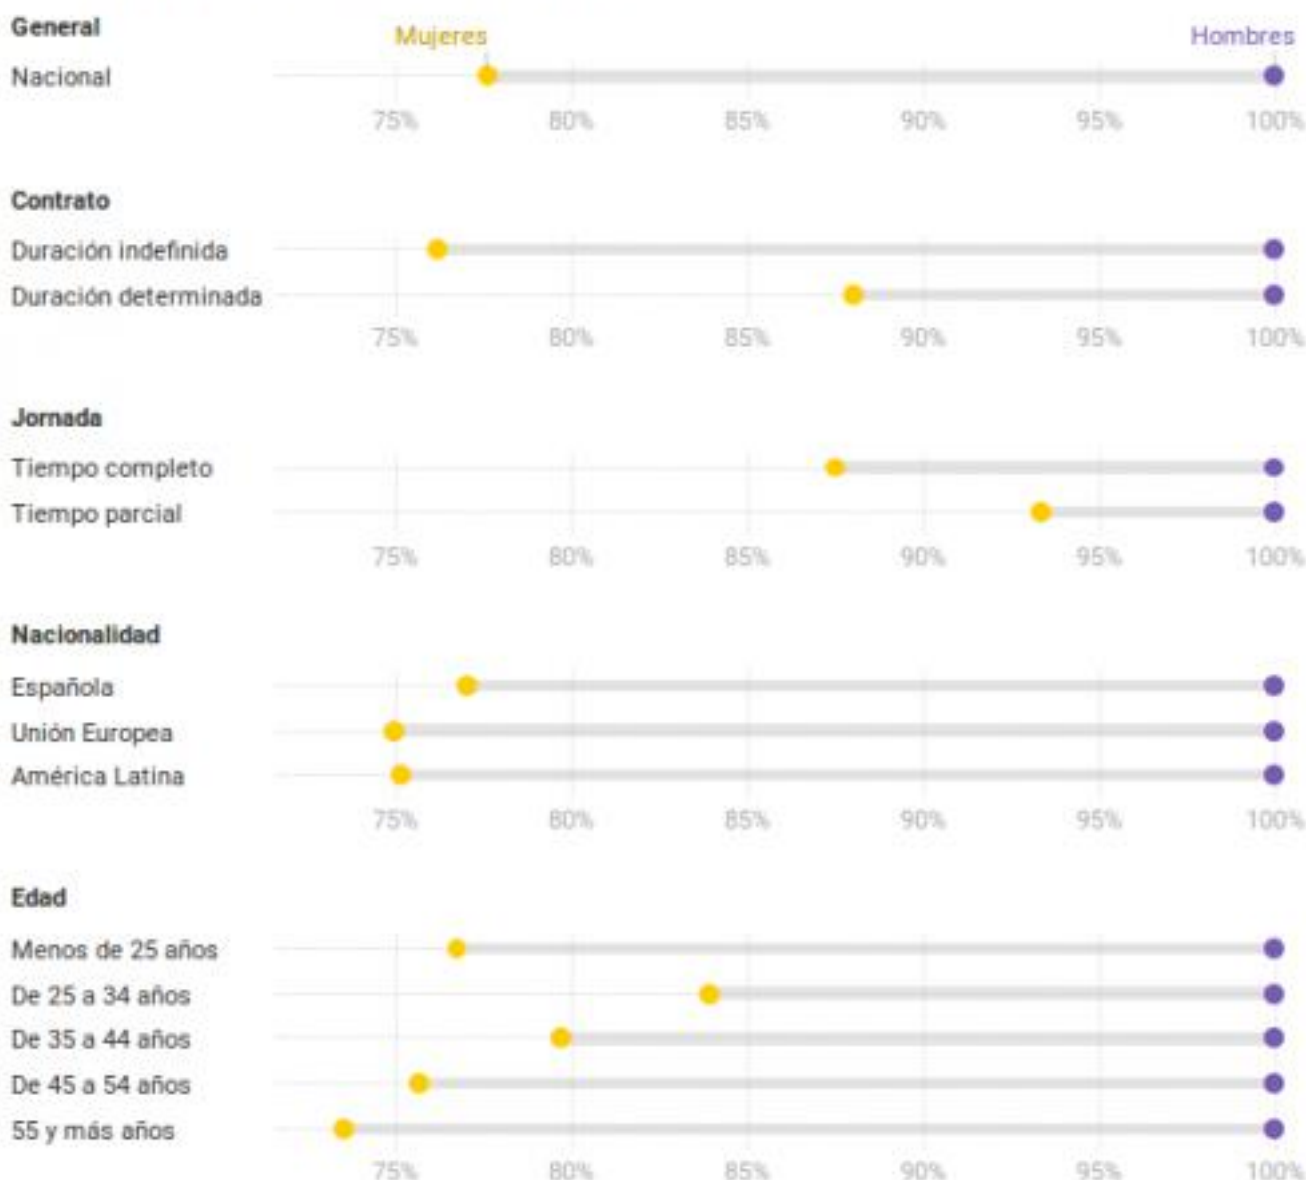 General
Mujeres Hombres
Nacional
75% 80% 85% 90% 95% 100%
Contrato
Duración indefinida
Duración determinada
75% 80% 85% 90% 95% 100%
Jornada
Tiempo completo
Tiempo parcial
75% 80% 85% 90% 95% 100%
Nacionalidad
Española
Unión Europea
América Latina
75% 80% 85% 90% 95% 100%
Edad
Menos de 25 años
De 25 a 34 años
De 35 a 44 años
De 45 a 54 años
55 y más años
75% 80% 85% 90% 95% 100%